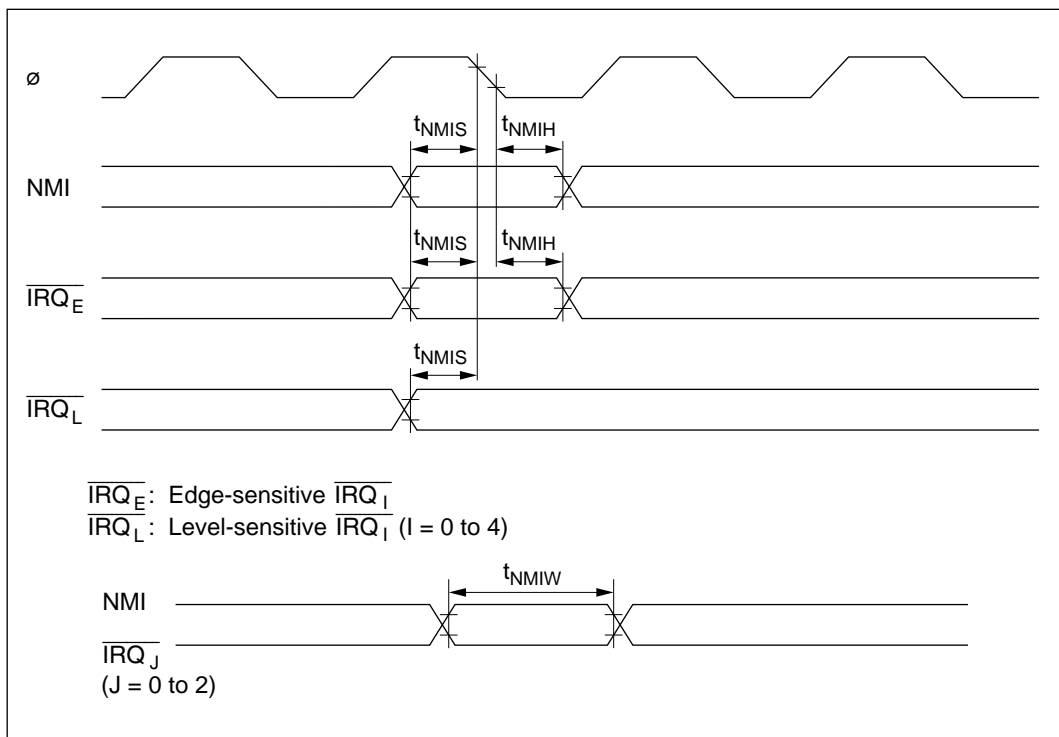 ø
tNMIS tNMIH
NMI
tNMIS tNMIH
IRQE
tNMIS
IRQL
IRQE: Edge-sensitive IRQI
IRQL: Level-sensitive IRQI (I = 0 to 4)
tNMIW
NMI
IRQJ
(J = 0 to 2)